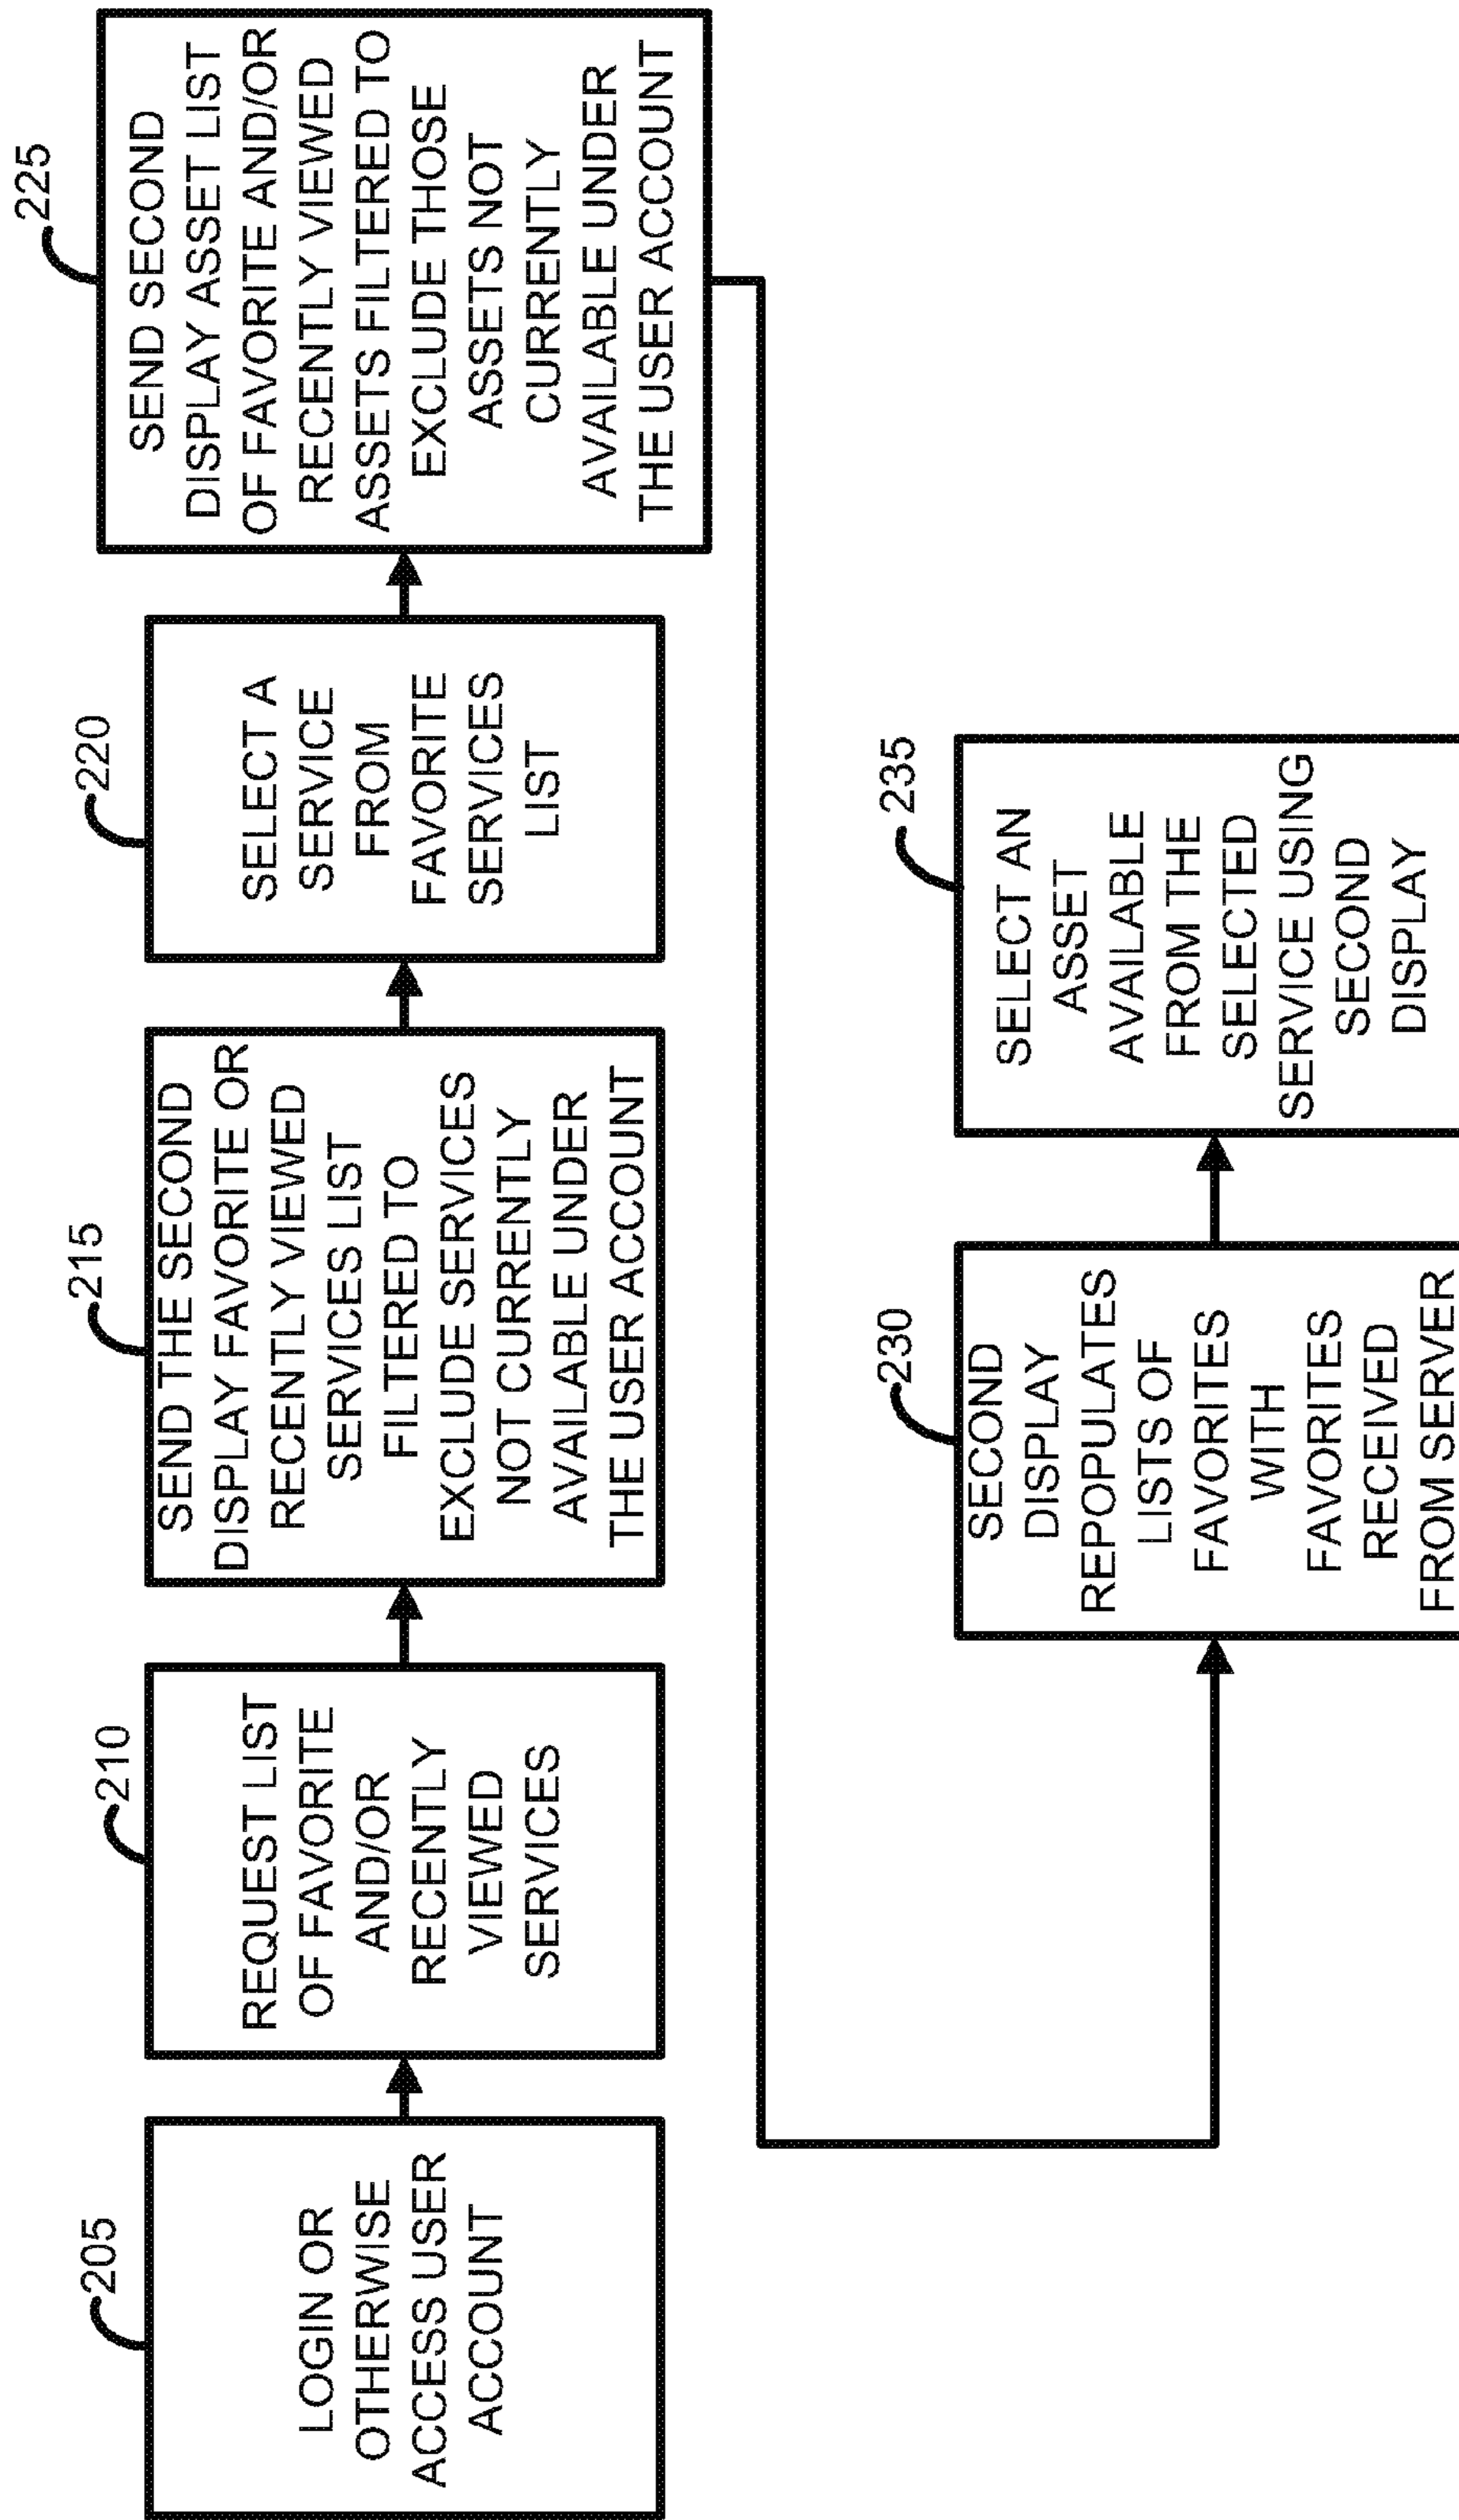 205
LOGIN OR
OTHERWISE
ACCESS USER
ACCOUNT
210
REQUEST LIST
OF FAVORITE
AND/OR
RECENTLY
VIEWED
SERVICES
215
SEND THE SECOND
DISPLAY FAVORITE OR
RECENTLY VIEWED
SERVICES LIST
FILTERED TO
EXCLUDE SERVICES
NOT CURRENTLY
AVAILABLE UNDER
THE USER ACCOUNT
220
SELECT A
SERVICE
FROM
FAVORITE
SERVICES
LIST
225
SEND SECOND
DISPLAY ASSET LIST
OF FAVORITE AND/OR
RECENTLY VIEWED
ASSETS FILTERED TO
EXCLUDE THOSE
ASSETS NOT
CURRENTLY
AVAILABLE UNDER
THE USER ACCOUNT
230
SECOND
DISPLAY
REPOPULATES
LISTS OF
FAVORITES
WITH
FAVORITES
RECEIVED
FROM SERVER
235
SELECT AN
ASSET
AVAILABLE
FROM THE
SELECTED
SERVICE USING
SECOND
DISPLAY